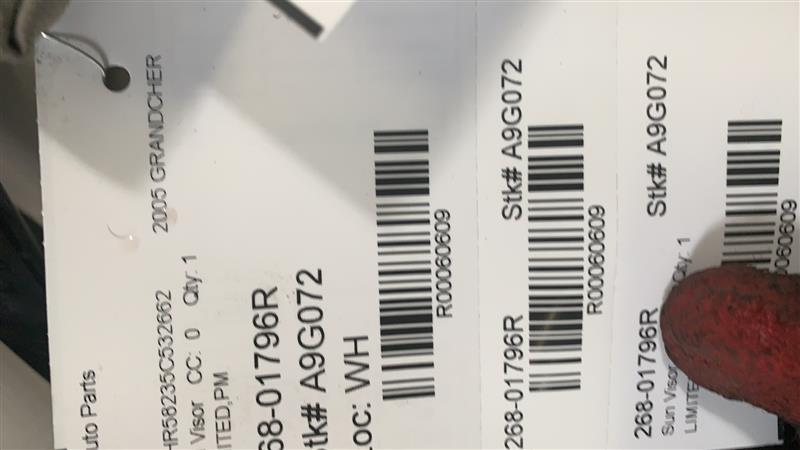 uto Parts
HR58235C532662 2005 GRANDCHER
Visor CC: 0 Qty: 1
ITED,PM
68-01796R
tk# A9G072
oc: WH
R00060609
268-01796R Stk# A9G072
R00060609
268-01796R Stk# A9G072
Sun Visor Qty: 1
LIMITE
060609